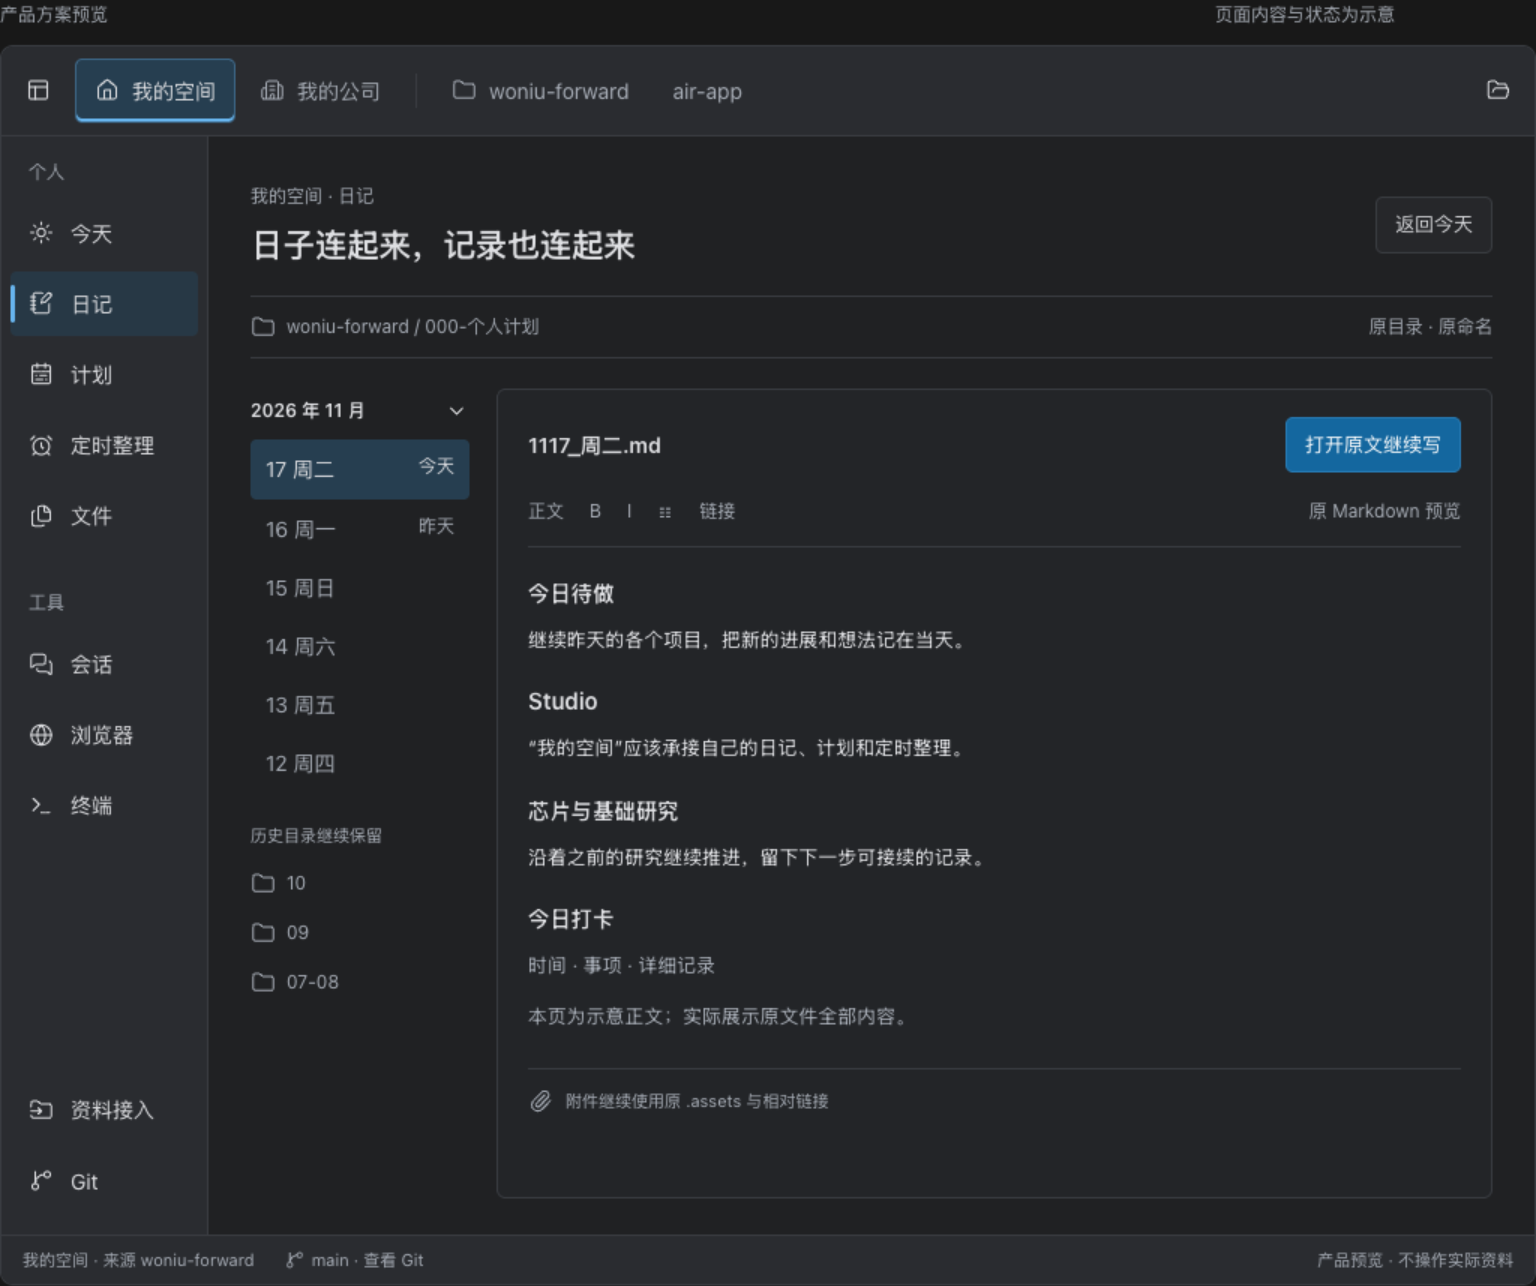 产品方案预览
页面内容与状态为示意
我的空间
我的公司
woniu-forward
air-app
个人
今天
日记
计划
定时整理
文件
工具
会话
浏览器
终端
资料接入
Git
我的空间 · 日记
日子连起来，记录也连起来
返回今天
woniu-forward / 000-个人计划
原目录 · 原命名
2026 年 11 月
17 周二 今天
16 周一 昨天
15 周日
14 周六
13 周五
12 周四
历史目录继续保留
10
09
07-08
1117_周二.md
打开原文继续写
正文 B I 链接
原 Markdown 预览
今日待做
继续昨天的各个项目，把新的进展和想法记在当天。
Studio
“我的空间”应该承接自己的日记、计划和定时整理。
芯片与基础研究
沿着之前的研究继续推进，留下下一步可接续的记录。
今日打卡
时间 · 事项 · 详细记录
本页为示意正文；实际展示原文件全部内容。
附件继续使用原 .assets 与相对链接
我的空间 · 来源 woniu-forward
main · 查看 Git
产品预览 · 不操作实际资料